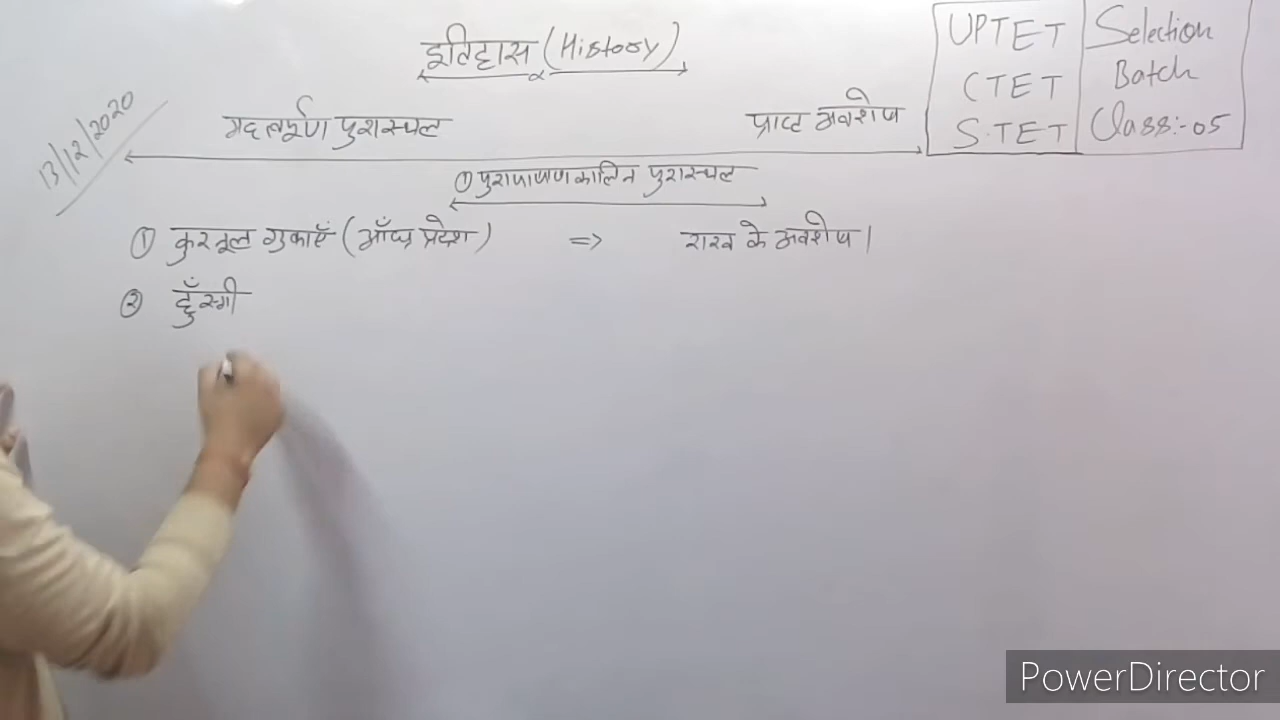 इतिहास (History)
UPTET Selection
CTET Batch
S.TET Class:-05
13/12/2020
महत्वपूर्ण पुरास्थल प्राप्त अवशेष
① पुरापाषाणकालिन पुरास्थल
① कुरनूल गुफाएँ (आँध्र प्रदेश) => राख के अवशेष।
② हुँस्गी
PowerDirector